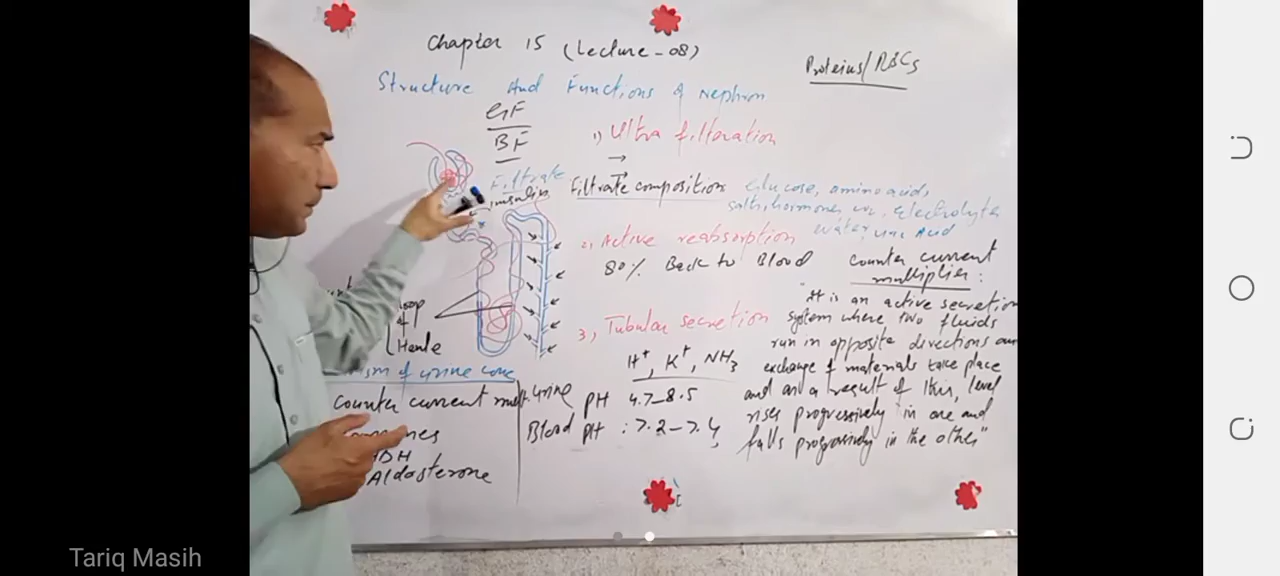 Chapter 15 (Lecture-08)
Proteins/RBCs
Structure And Functions of Nephron
GF
BF
1) Ultra filteration
Filtrate
Filtrate composition Glucose, amino acids,
salts, hormones, Electrolytes
water, Uric Acid
2) Active reabsorption
80% Back to Blood
Counter current
multiplier:
"It is an active secretion
system where two fluids
run in opposite directions
exchange of materials take place
and as a result of this, level
rises progressively in one and
falls progressively in the other"
3) Tubular secretion
H+, K+, NH3
Urine pH 4.7-8.5
Blood pH : 7.2-7.4
Loop
of
Henle
of urine conc
Counter current
ADH
Aldosterone
Tariq Masih